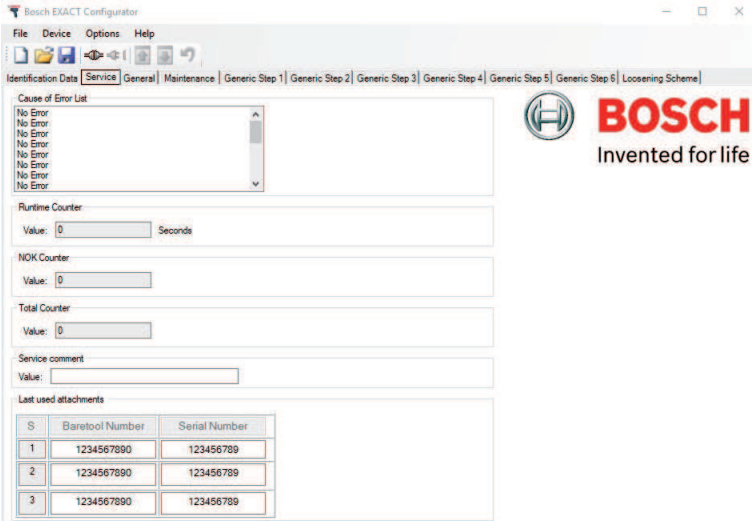 Bosch EXACT Configurator
File Device Options Help
Identification Data Service General Maintenance Generic Step 1 Generic Step 2 Generic Step 3 Generic Step 4 Generic Step 5 Generic Step 6 Loosening Scheme
Cause of Error List
No Error
No Error
No Error
No Error
No Error
No Error
No Error
No Error
BOSCH
Invented for life
Runtime Counter
Value: 0 Seconds
NOK Counter
Value: 0
Total Counter
Value: 0
Service comment
Value:
Last used attachments
S Baretool Number Serial Number
1 1234567890 123456789
2 1234567890 123456789
3 1234567890 123456789